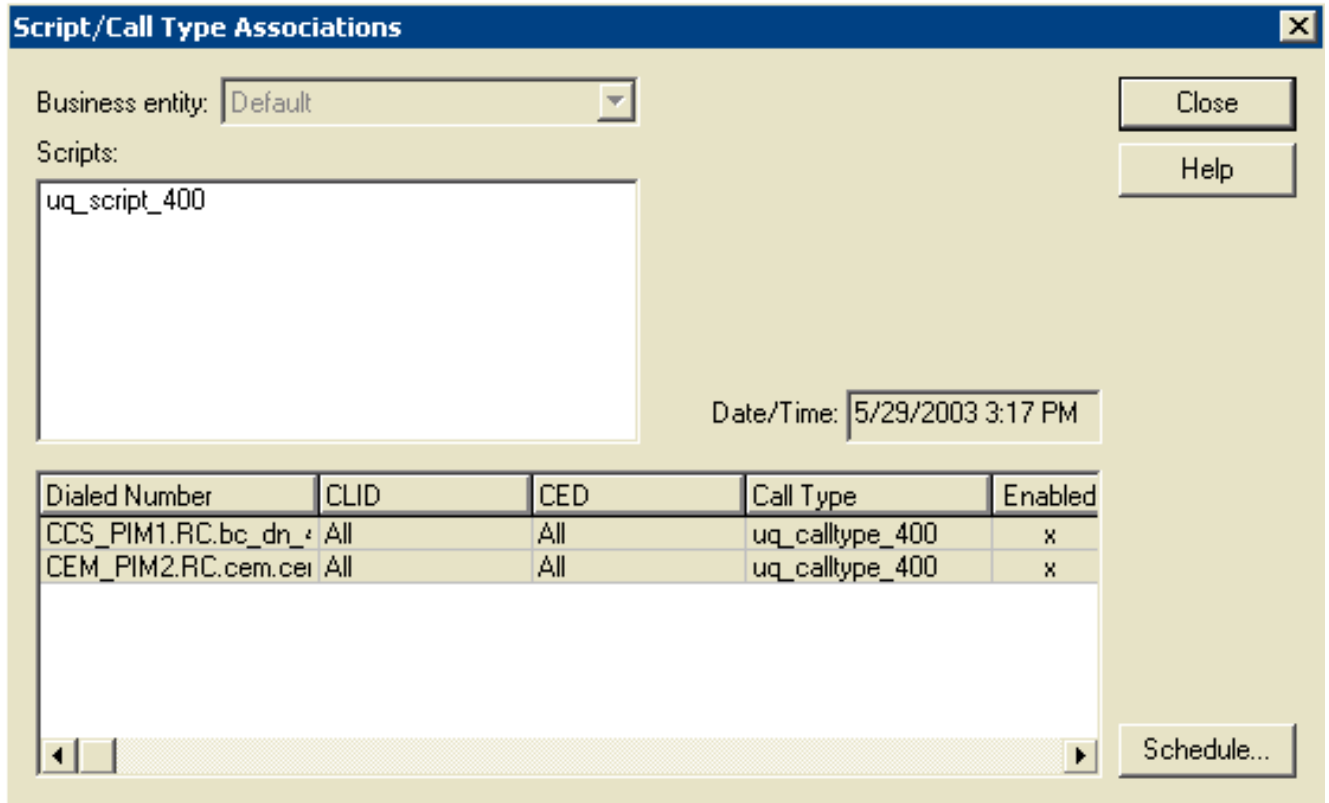 Script/Call Type Associations
Business entity: Default
Close
Scripts:
Help
uq_script_400
Date/Time: 5/29/2003 3:17 PM
Dialed Number CLID CED Call Type Enabled
CCS_PIM1.RC.bc_dn_ All All uq_calltype_400 x
CEM_PIM2.RC.cem.cer All All uq_calltype_400 x
Schedule...